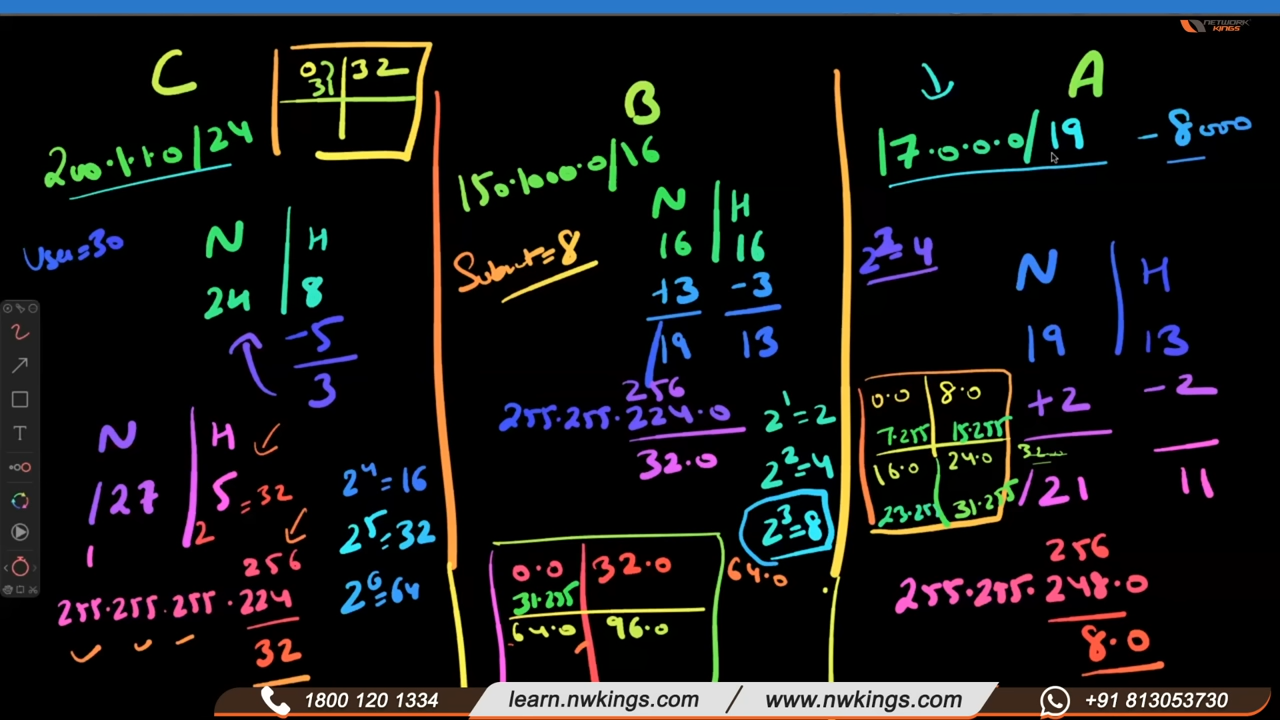 NETWORK
KINGS
C
0
31
32
200.1.1.0/24
User=30
N | H
24 | 8
-5
3
N | H
/27 | 5 = 32
2
1
256
255.255.255.224
32
2^4=16
2^5=32
2^6=64
B
150.1000.0/16
Subnet=8
N | H
16 | 16
+3 -3
/19 13
256
255.255.224.0
32.0
2^1=2
2^2=4
2^3=8
0.0 32.0 64.0
31.255
64.0 96.0
A
17.0.0.0/19 - 8000
2^2=4
N | H
19 | 13
+2 -2
/21 11
0.0 8.0
7.255 15.255
16.0 24.0
23.255 31.255
256
255.255.248.0
8.0
1800 120 1334 learn.nwkings.com / www.nwkings.com +91 813053730